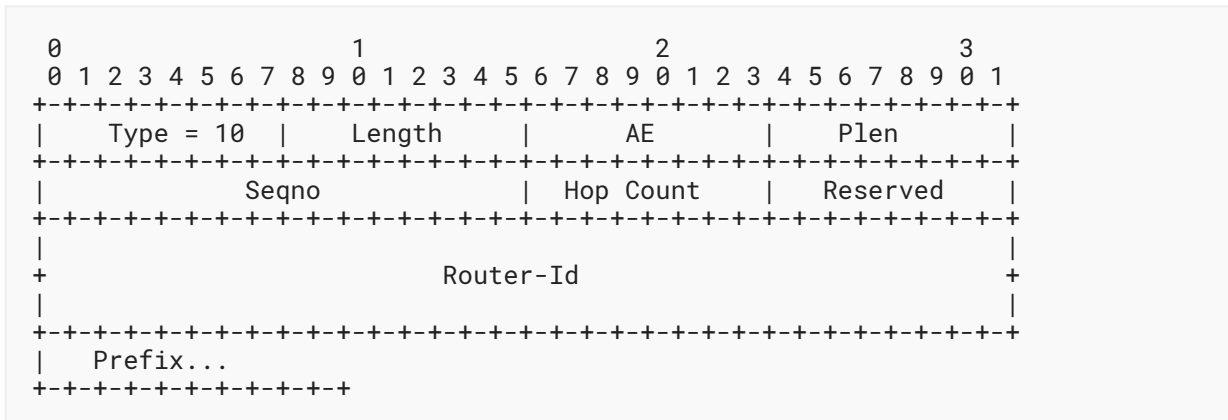 0                   1                   2                   3
 0 1 2 3 4 5 6 7 8 9 0 1 2 3 4 5 6 7 8 9 0 1 2 3 4 5 6 7 8 9 0 1
+-+-+-+-+-+-+-+-+-+-+-+-+-+-+-+-+-+-+-+-+-+-+-+-+-+-+-+-+-+-+-+-+
|    Type = 10  |    Length     |      AE       |    Plen       |
+-+-+-+-+-+-+-+-+-+-+-+-+-+-+-+-+-+-+-+-+-+-+-+-+-+-+-+-+-+-+-+-+
|             Seqno             |  Hop Count    |   Reserved    |
+-+-+-+-+-+-+-+-+-+-+-+-+-+-+-+-+-+-+-+-+-+-+-+-+-+-+-+-+-+-+-+-+
|                                                               |
+                          Router-Id                            +
|                                                               |
+-+-+-+-+-+-+-+-+-+-+-+-+-+-+-+-+-+-+-+-+-+-+-+-+-+-+-+-+-+-+-+-+
|   Prefix...
+-+-+-+-+-+-+-+-+-+-+